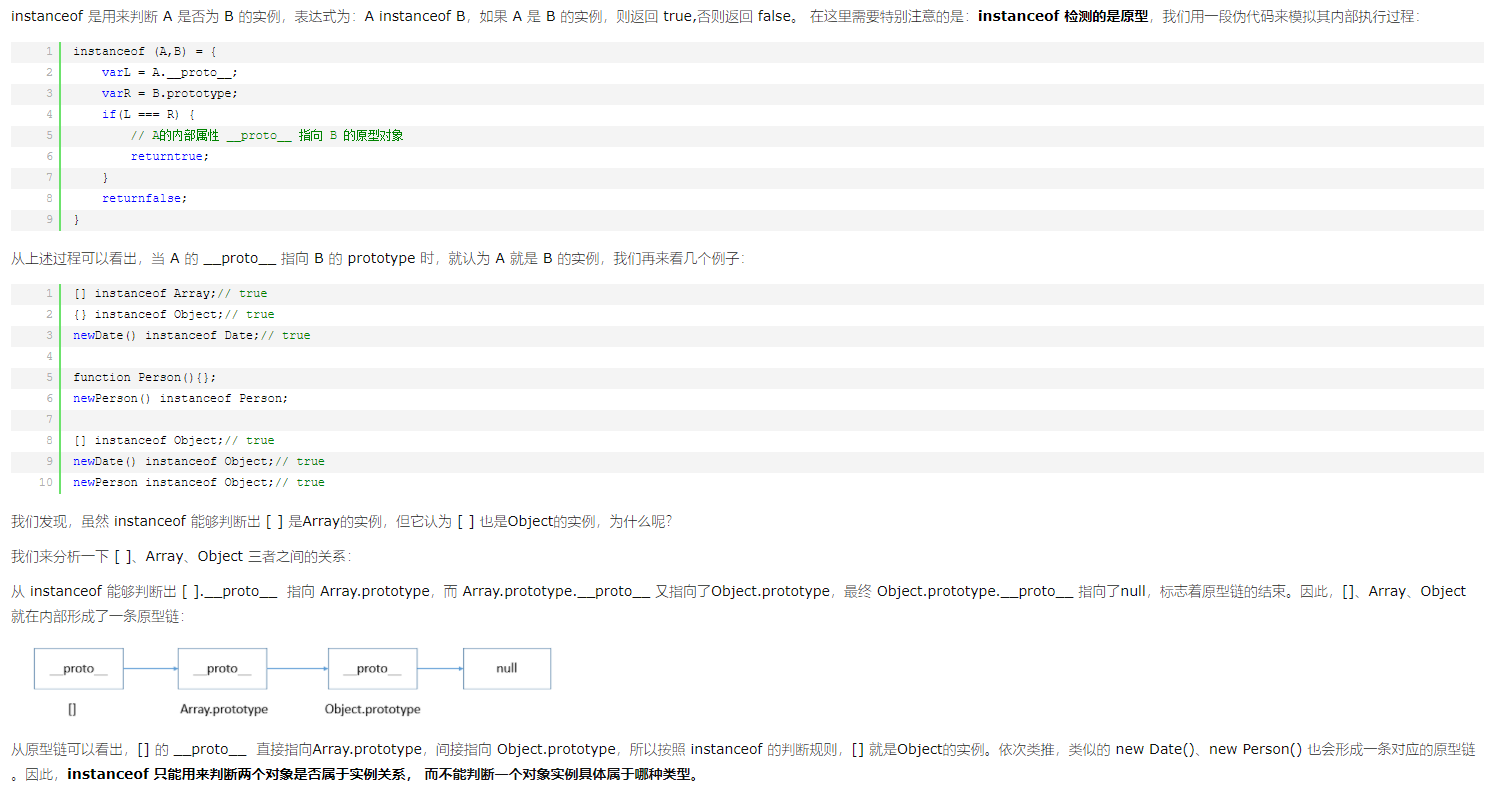 instanceof 是用来判断 A 是否为 B 的实例，表达式为：A instanceof B，如果 A 是 B 的实例，则返回 true,否则返回 false。 在这里需要特别注意的是：instanceof 检测的是原型，我们用一段伪代码来模拟其内部执行过程：
1 instanceof (A,B) = {
2     varL = A.__proto__;
3     varR = B.prototype;
4     if(L === R) {
5         // A的内部属性 __proto__ 指向 B 的原型对象
6         returntrue;
7     }
8     returnfalse;
9 }
从上述过程可以看出，当 A 的 __proto__ 指向 B 的 prototype 时，就认为 A 就是 B 的实例，我们再来看几个例子：
1 [] instanceof Array;// true
2 {} instanceof Object;// true
3 newDate() instanceof Date;// true
4
5 function Person(){};
6 newPerson() instanceof Person;
7
8 [] instanceof Object;// true
9 newDate() instanceof Object;// true
10 newPerson instanceof Object;// true
我们发现，虽然 instanceof 能够判断出 [ ] 是Array的实例，但它认为 [ ] 也是Object的实例，为什么呢?
我们来分析一下 [ ]、Array、Object 三者之间的关系：
从 instanceof 能够判断出 [ ].__proto__  指向 Array.prototype，而 Array.prototype.__proto__ 又指向了Object.prototype，最终 Object.prototype.__proto__ 指向了null，标志着原型链的结束。因此，[]、Array、Object
就在内部形成了一条原型链：
__proto__ __proto__ __proto__ null
[] Array.prototype Object.prototype
从原型链可以看出，[] 的 __proto__  直接指向Array.prototype，间接指向 Object.prototype，所以按照 instanceof 的判断规则，[] 就是Object的实例。依次类推，类似的 new Date()、new Person() 也会形成一条对应的原型链
。因此，instanceof 只能用来判断两个对象是否属于实例关系， 而不能判断一个对象实例具体属于哪种类型。